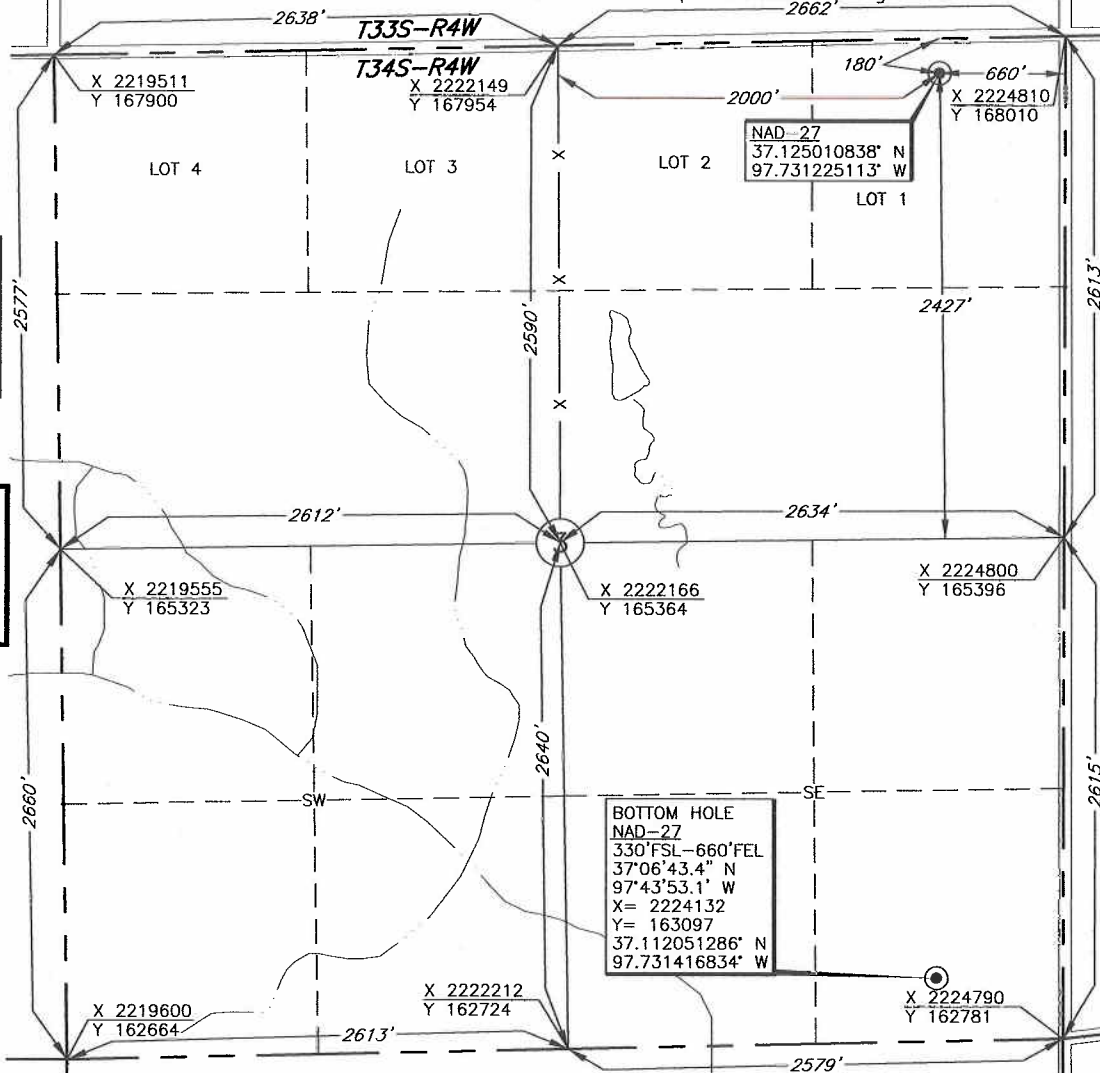 2638'
T33S-R4W
2662'
T34S-R4W
180'
660'
X 2219511
Y 167900
X 2222149
Y 167954
2000'
X 2224810
Y 168010
NAD-27
37.125010838° N
97.731225113° W
LOT 4
LOT 3
LOT 2
LOT 1
X
X
X
2577'
2590'
2427'
2613'
2612'
2634'
3
X 2219555
Y 165323
X 2222166
Y 165364
X 2224800
Y 165396
2660'
2640'
2615'
SW
SE
BOTTOM HOLE
NAD-27
330'FSL-660'FEL
37°06'43.4" N
97°43'53.1' W
X= 2224132
Y= 163097
37.112051286° N
97.731416834° W
X 2219600
Y 162664
X 2222212
Y 162724
X 2224790
Y 162781
2613'
2579'